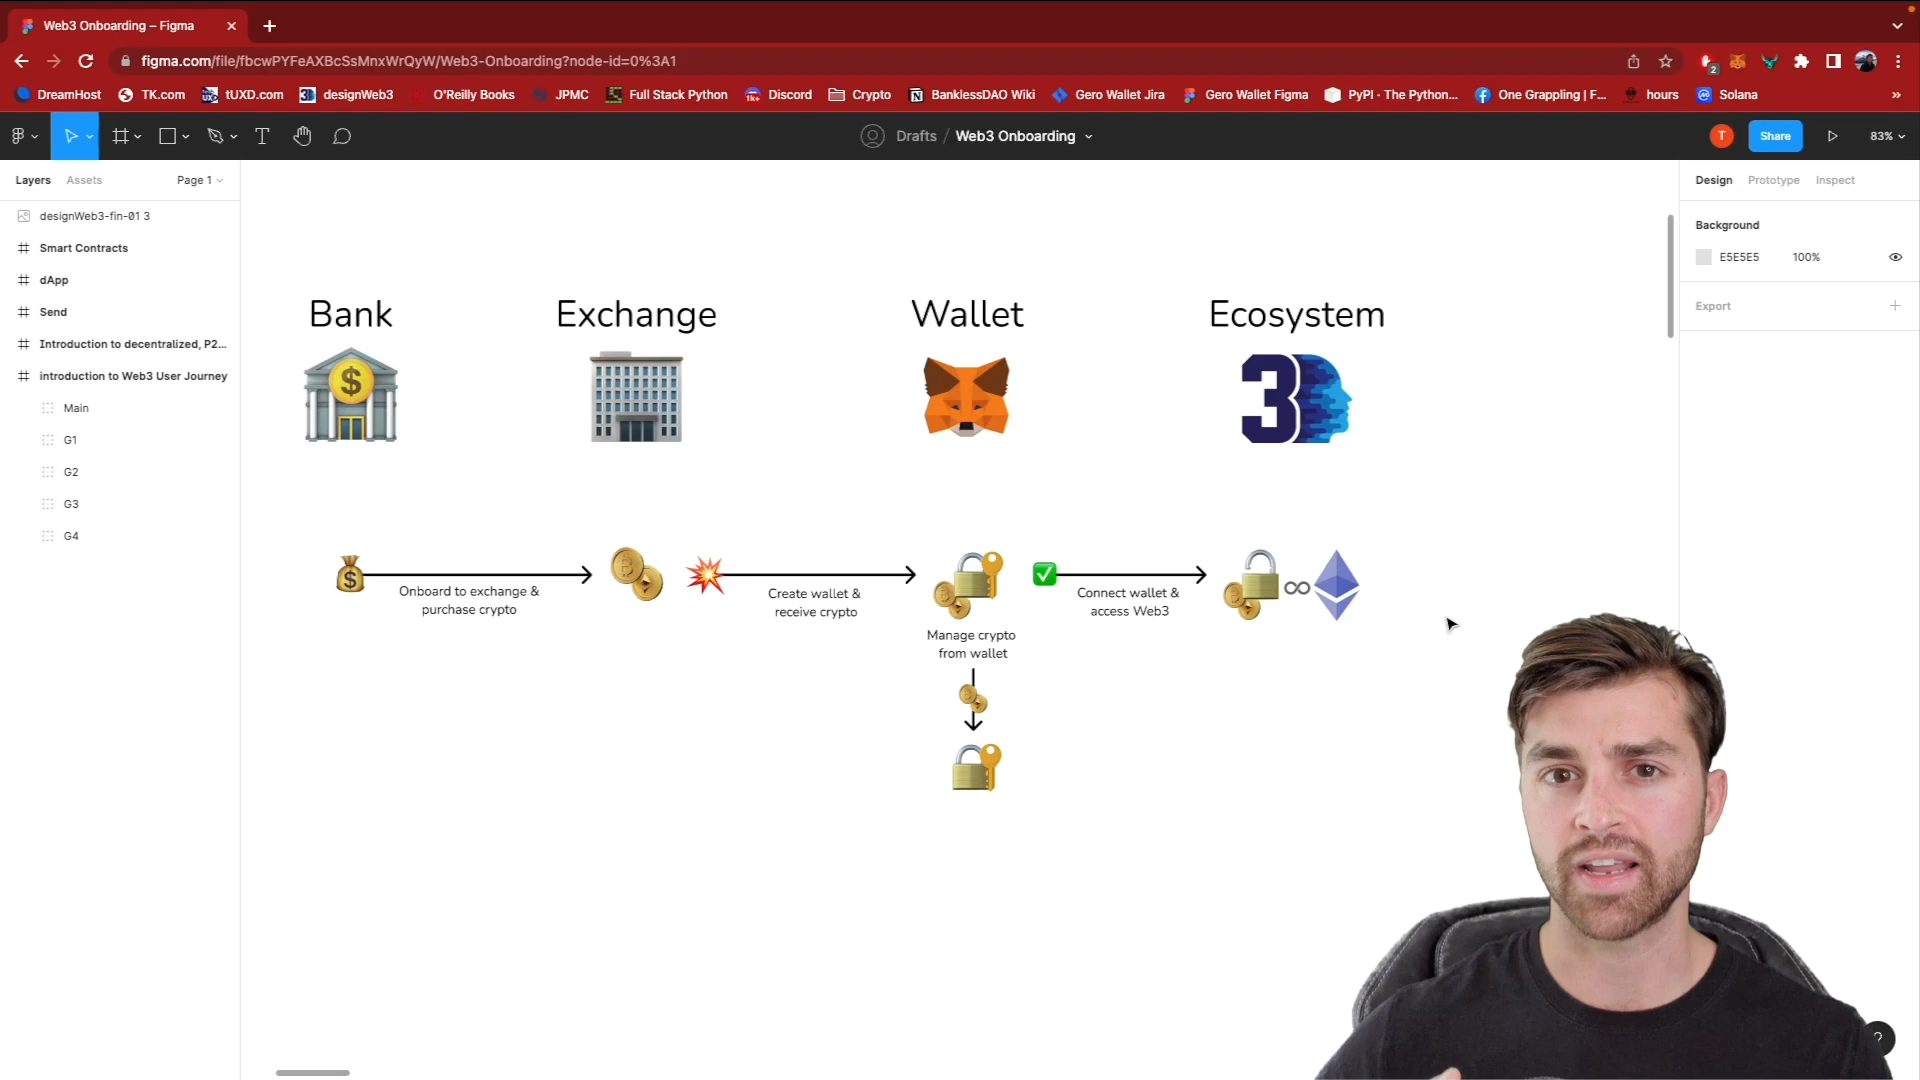 Web3 Onboarding – Figma
figma.com/file/fbcwPYFeAXBcSsMnxWrQyW/Web3-Onboarding?node-id=0%3A1
2
DreamHost
TK.com
tUXD.com
designWeb3
O'Reilly Books
JPMC
Full Stack Python
1k+
Discord
Crypto
BanklessDAO Wiki
Gero Wallet Jira
Gero Wallet Figma
PyPI · The Python...
One Grappling | F...
hours
Solana
»
Drafts / Web3 Onboarding
T
Share
83%
Layers
Assets
Page 1
designWeb3-fin-01 3
Smart Contracts
dApp
Send
Introduction to decentralized, P2...
introduction to Web3 User Journey
Main
G1
G2
G3
G4
Design
Prototype
Inspect
Background
E5E5E5
100%
Export
Bank
Exchange
Wallet
Ecosystem
$
3
$
Onboard to exchange &
purchase crypto
Create wallet &
receive crypto
Connect wallet &
access Web3
∞
Manage crypto
from wallet
?